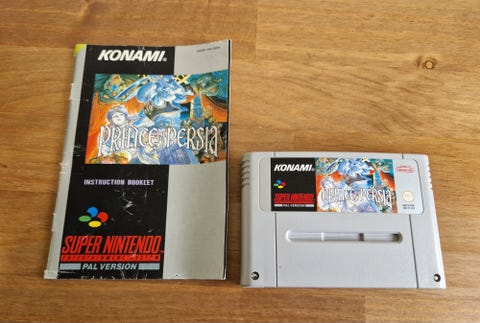 KONAMI®
PRINCE OF PERSIA
INSTRUCTION BOOKLET
SUPER NINTENDO
ENTERTAINMENT SYSTEM
PAL VERSION
KONAMI®
PRINCE OF PERSIA
SUPER NINTENDO
PAL VERSION